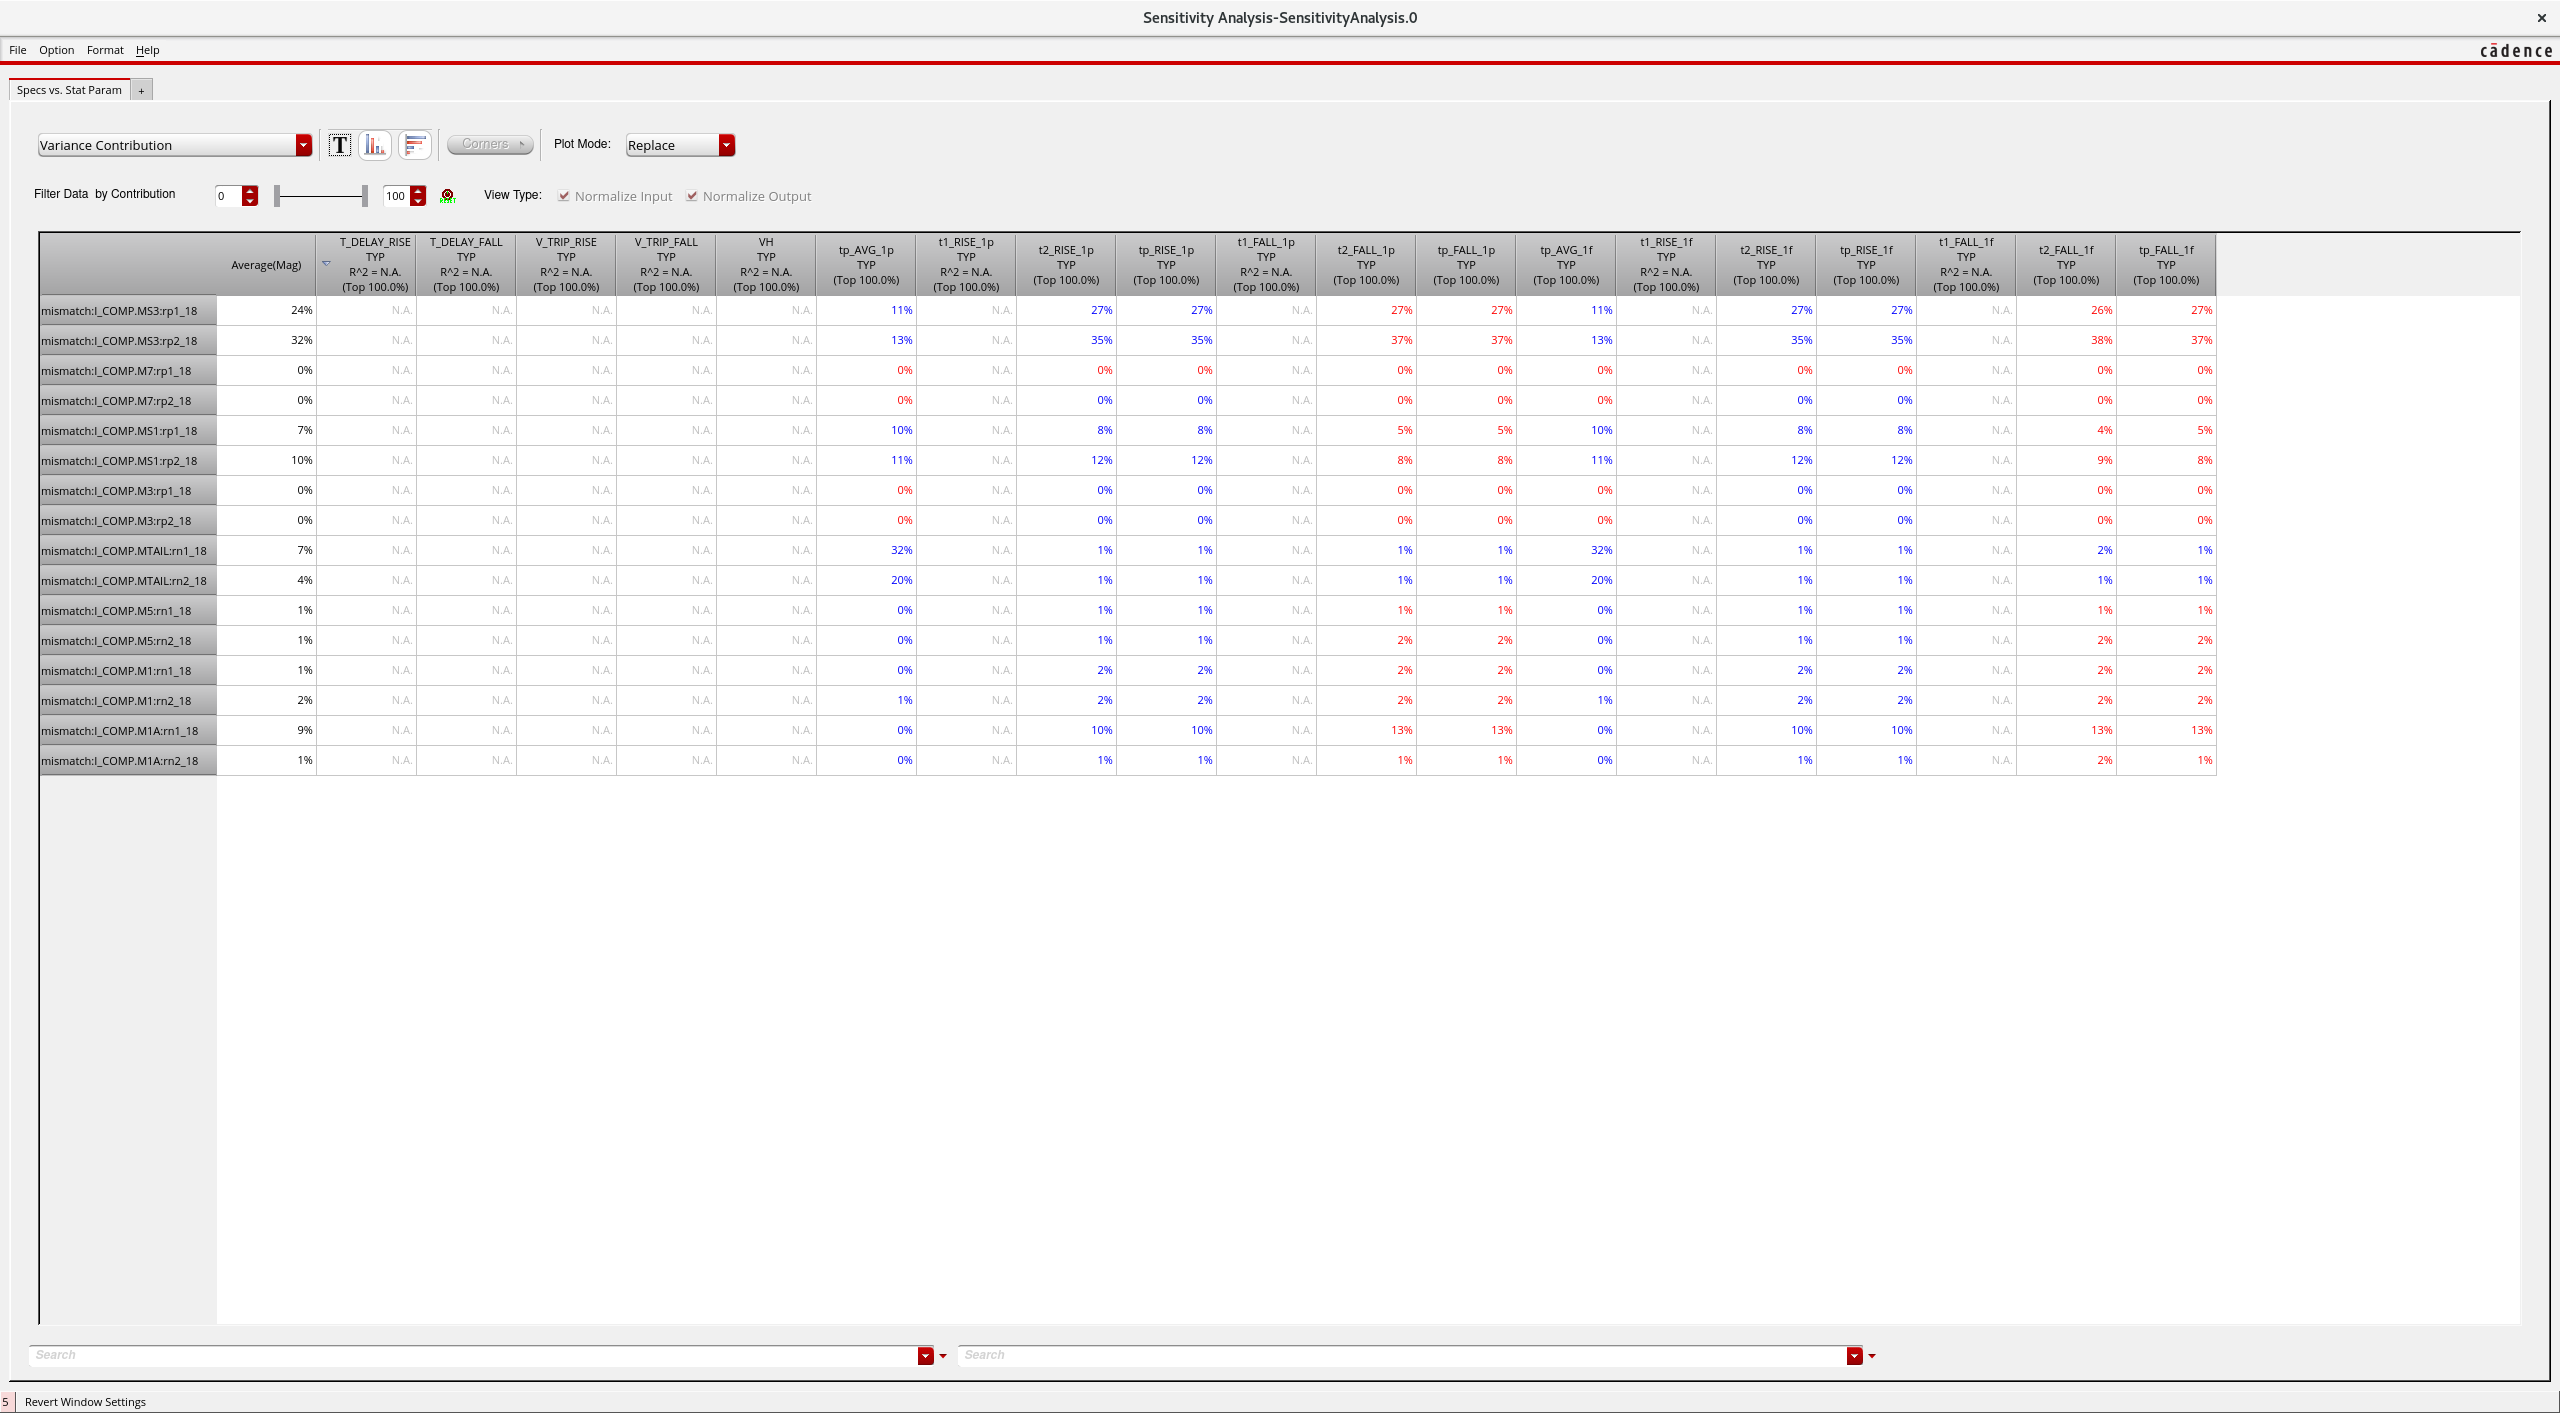 Sensitivity Analysis-SensitivityAnalysis.0
File Option Format Help
cādence
Specs vs. Stat Param +
Variance Contribution T Corners Plot Mode: Replace
Filter Data by Contribution 0 100 View Type: Normalize Input Normalize Output
Average(Mag)
T_DELAY_RISE TYP R^2 = N.A. (Top 100.0%)
T_DELAY_FALL TYP R^2 = N.A. (Top 100.0%)
V_TRIP_RISE TYP R^2 = N.A. (Top 100.0%)
V_TRIP_FALL TYP R^2 = N.A. (Top 100.0%)
VH TYP R^2 = N.A. (Top 100.0%)
tp_AVG_1p TYP (Top 100.0%)
t1_RISE_1p TYP R^2 = N.A. (Top 100.0%)
t2_RISE_1p TYP (Top 100.0%)
tp_RISE_1p TYP (Top 100.0%)
t1_FALL_1p TYP R^2 = N.A. (Top 100.0%)
t2_FALL_1p TYP (Top 100.0%)
tp_FALL_1p TYP (Top 100.0%)
tp_AVG_1f TYP (Top 100.0%)
t1_RISE_1f TYP R^2 = N.A. (Top 100.0%)
t2_RISE_1f TYP (Top 100.0%)
tp_RISE_1f TYP (Top 100.0%)
t1_FALL_1f TYP R^2 = N.A. (Top 100.0%)
t2_FALL_1f TYP (Top 100.0%)
tp_FALL_1f TYP (Top 100.0%)
mismatch:I_COMP.MS3:rp1_18 24% N.A. N.A. N.A. N.A. N.A. 11% N.A. 27% 27% N.A. 27% 27% 11% N.A. 27% 27% N.A. 26% 27%
mismatch:I_COMP.MS3:rp2_18 32% N.A. N.A. N.A. N.A. N.A. 13% N.A. 35% 35% N.A. 37% 37% 13% N.A. 35% 35% N.A. 38% 37%
mismatch:I_COMP.M7:rp1_18 0% N.A. N.A. N.A. N.A. N.A. 0% N.A. 0% 0% N.A. 0% 0% 0% N.A. 0% 0% N.A. 0% 0%
mismatch:I_COMP.M7:rp2_18 0% N.A. N.A. N.A. N.A. N.A. 0% N.A. 0% 0% N.A. 0% 0% 0% N.A. 0% 0% N.A. 0% 0%
mismatch:I_COMP.MS1:rp1_18 7% N.A. N.A. N.A. N.A. N.A. 10% N.A. 8% 8% N.A. 5% 5% 10% N.A. 8% 8% N.A. 4% 5%
mismatch:I_COMP.MS1:rp2_18 10% N.A. N.A. N.A. N.A. N.A. 11% N.A. 12% 12% N.A. 8% 8% 11% N.A. 12% 12% N.A. 9% 8%
mismatch:I_COMP.M3:rp1_18 0% N.A. N.A. N.A. N.A. N.A. 0% N.A. 0% 0% N.A. 0% 0% 0% N.A. 0% 0% N.A. 0% 0%
mismatch:I_COMP.M3:rp2_18 0% N.A. N.A. N.A. N.A. N.A. 0% N.A. 0% 0% N.A. 0% 0% 0% N.A. 0% 0% N.A. 0% 0%
mismatch:I_COMP.MTAIL:rn1_18 7% N.A. N.A. N.A. N.A. N.A. 32% N.A. 1% 1% N.A. 1% 1% 32% N.A. 1% 1% N.A. 2% 1%
mismatch:I_COMP.MTAIL:rn2_18 4% N.A. N.A. N.A. N.A. N.A. 20% N.A. 1% 1% N.A. 1% 1% 20% N.A. 1% 1% N.A. 1% 1%
mismatch:I_COMP.M5:rn1_18 1% N.A. N.A. N.A. N.A. N.A. 0% N.A. 1% 1% N.A. 1% 1% 0% N.A. 1% 1% N.A. 1% 1%
mismatch:I_COMP.M5:rn2_18 1% N.A. N.A. N.A. N.A. N.A. 0% N.A. 1% 1% N.A. 2% 2% 0% N.A. 1% 1% N.A. 2% 2%
mismatch:I_COMP.M1:rn1_18 1% N.A. N.A. N.A. N.A. N.A. 0% N.A. 2% 2% N.A. 2% 2% 0% N.A. 2% 2% N.A. 2% 2%
mismatch:I_COMP.M1:rn2_18 2% N.A. N.A. N.A. N.A. N.A. 1% N.A. 2% 2% N.A. 2% 2% 1% N.A. 2% 2% N.A. 2% 2%
mismatch:I_COMP.M1A:rn1_18 9% N.A. N.A. N.A. N.A. N.A. 0% N.A. 10% 10% N.A. 13% 13% 0% N.A. 10% 10% N.A. 13% 13%
mismatch:I_COMP.M1A:rn2_18 1% N.A. N.A. N.A. N.A. N.A. 0% N.A. 1% 1% N.A. 1% 1% 0% N.A. 1% 1% N.A. 2% 1%
Search Search
5 Revert Window Settings